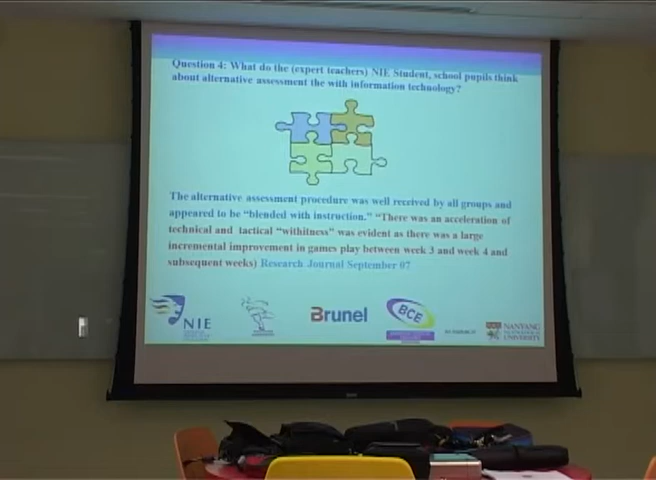 Question 4: What do the (expert teachers) NIE Student, school pupils think
about alternative assessment the with information technology?
The alternative assessment procedure was well received by all groups and
appeared to be “blended with instruction.” “There was an acceleration of
technical and tactical “withitness” was evident as there was a large
incremental improvement in games play between week 3 and week 4 and
subsequent weeks) Research Journal September 07
NIE
Brunel
BCE
NANYANG
UNIVERSITY